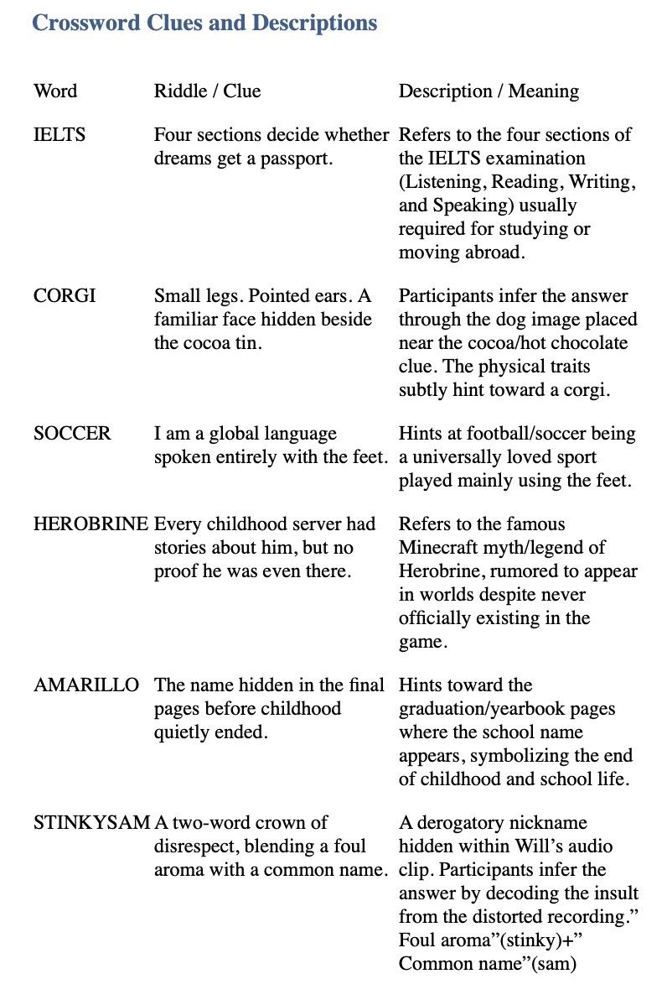 Crossword Clues and Descriptions
Word Riddle / Clue Description / Meaning
IELTS Four sections decide whether Refers to the four sections of
dreams get a passport. the IELTS examination
(Listening, Reading, Writing,
and Speaking) usually
required for studying or
moving abroad.
CORGI Small legs. Pointed ears. A Participants infer the answer
familiar face hidden beside through the dog image placed
the cocoa tin. near the cocoa/hot chocolate
clue. The physical traits
subtly hint toward a corgi.
SOCCER I am a global language Hints at football/soccer being
spoken entirely with the feet. a universally loved sport
played mainly using the feet.
HEROBRINE Every childhood server had Refers to the famous
stories about him, but no Minecraft myth/legend of
proof he was even there. Herobrine, rumored to appear
in worlds despite never
officially existing in the
game.
AMARILLO The name hidden in the final Hints toward the
pages before childhood graduation/yearbook pages
quietly ended. where the school name
appears, symbolizing the end
of childhood and school life.
STINKYSAM A two-word crown of A derogatory nickname
disrespect, blending a foul hidden within Will’s audio
aroma with a common name. clip. Participants infer the
answer by decoding the insult
from the distorted recording.”
Foul aroma”(stinky)+”
Common name”(sam)